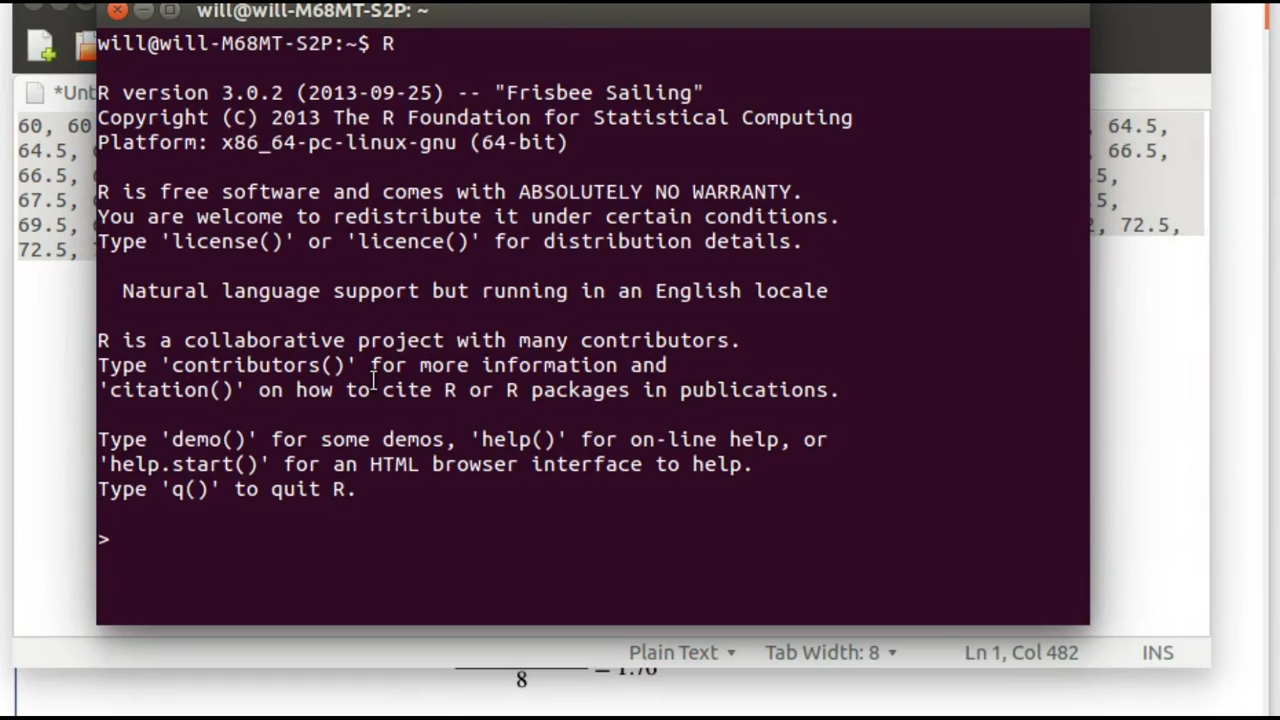 will@will-M68MT-S2P: ~
will@will-M68MT-S2P:~$ R
R version 3.0.2 (2013-09-25) -- "Frisbee Sailing"
Copyright (C) 2013 The R Foundation for Statistical Computing
Platform: x86_64-pc-linux-gnu (64-bit)
R is free software and comes with ABSOLUTELY NO WARRANTY.
You are welcome to redistribute it under certain conditions.
Type 'license()' or 'licence()' for distribution details.
Natural language support but running in an English locale
R is a collaborative project with many contributors.
Type 'contributors()' for more information and
'citation()' on how to cite R or R packages in publications.
Type 'demo()' for some demos, 'help()' for on-line help, or
'help.start()' for an HTML browser interface to help.
Type 'q()' to quit R.
>
*Unt
60, 60 , 64.5,
64.5, 66.5,
66.5,
67.5,
69.5, 72.5,
72.5,
Plain Text Tab Width: 8 Ln 1, Col 482 INS
8